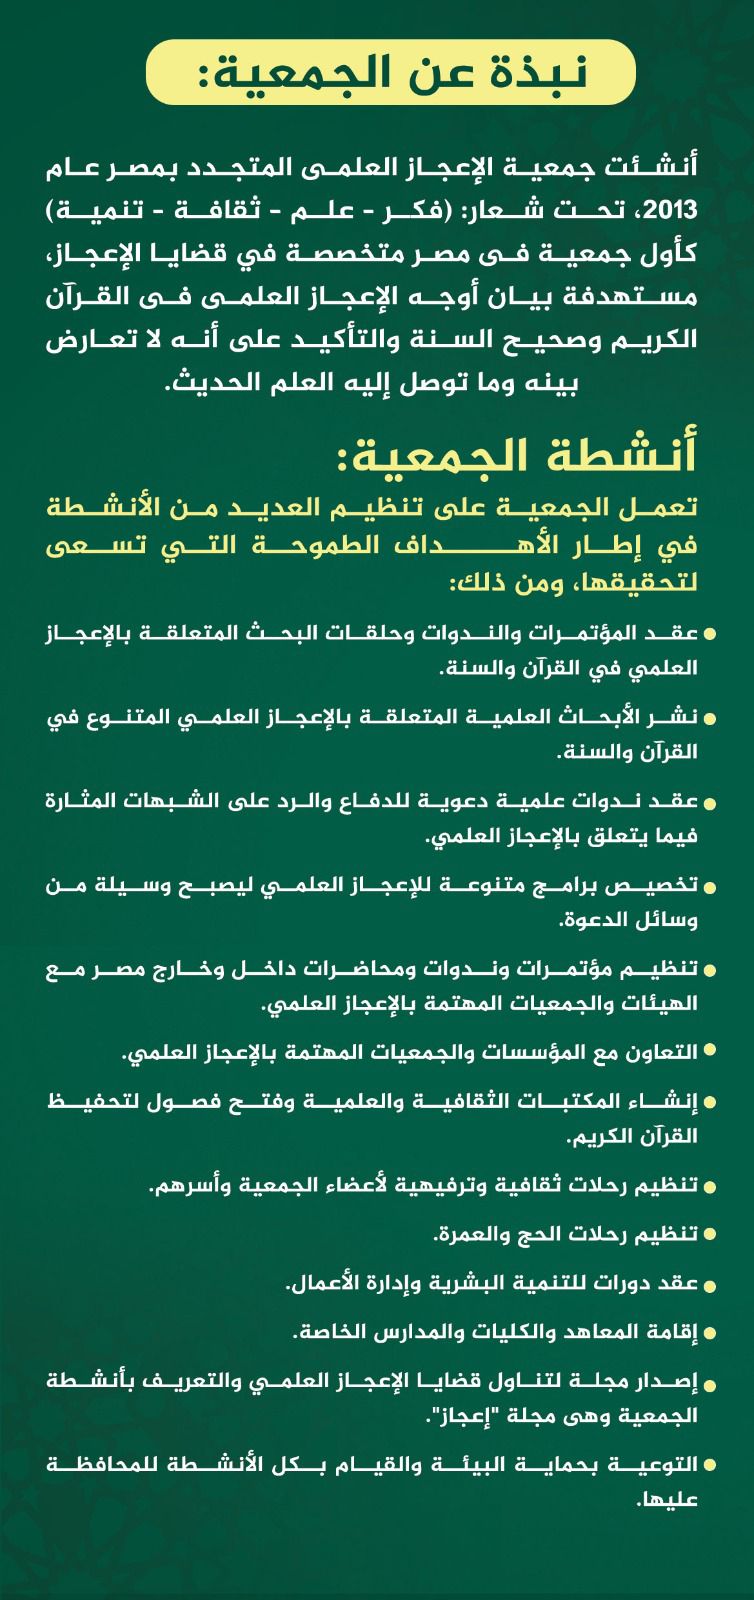 نبذة عن الجمعية:
أنشئت جمعية الإعجاز العلمى المتجدد بمصر عام
2013، تحت شعار: (فكر - علم - ثقافة - تنمية)
كأول جمعية فى مصر متخصصة في قضايا الإعجاز،
مستهدفة بيان أوجه الإعجاز العلمى فى القرآن
الكريم وصحيح السنة والتأكيد على أنه لا تعارض
بينه وما توصل إليه العلم الحديث.
أنشطة الجمعية:
تعمل الجمعية على تنظيم العديد من الأنشطة
في إطار الأهداف الطموحة التي تسعى
لتحقيقها، ومن ذلك:
عقد المؤتمرات والندوات وحلقات البحث المتعلقة بالإعجاز
العلمي في القرآن والسنة.
نشر الأبحاث العلمية المتعلقة بالإعجاز العلمي المتنوع في
القرآن والسنة.
عقد ندوات علمية دعوية للدفاع والرد على الشبهات المثارة
فيما يتعلق بالإعجاز العلمي.
تخصيص برامج متنوعة للإعجاز العلمي ليصبح وسيلة من
وسائل الدعوة.
تنظيم مؤتمرات وندوات ومحاضرات داخل وخارج مصر مع
الهيئات والجمعيات المهتمة بالإعجاز العلمي.
التعاون مع المؤسسات والجمعيات المهتمة بالإعجاز العلمي.
إنشاء المكتبات الثقافية والعلمية وفتح فصول لتحفيظ
القرآن الكريم.
تنظيم رحلات ثقافية وترفيهية لأعضاء الجمعية وأسرهم.
تنظيم رحلات الحج والعمرة.
عقد دورات للتنمية البشرية وإدارة الأعمال.
إقامة المعاهد والكليات والمدارس الخاصة.
إصدار مجلة لتناول قضايا الإعجاز العلمي والتعريف بأنشطة
الجمعية وهى مجلة "إعجاز".
التوعية بحماية البيئة والقيام بكل الأنشطة للمحافظة
عليها.